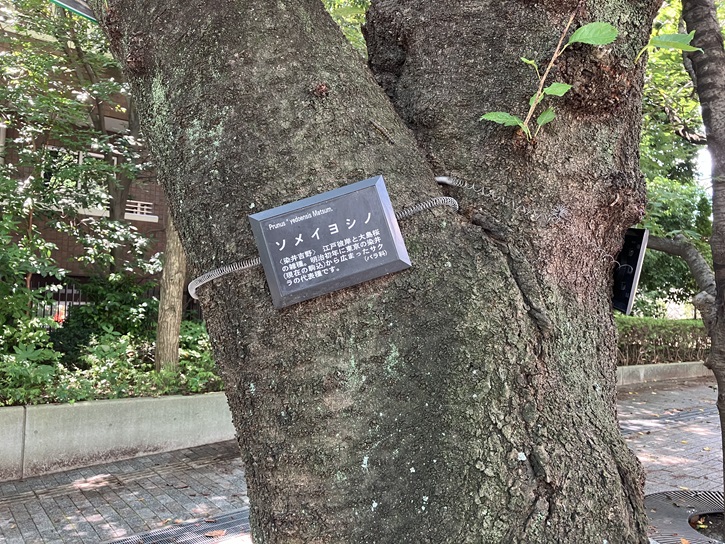 Prunus × yedoensis Matsum.
ソメイヨシノ
(染井吉野) 江戸彼岸と大島桜
の雑種。明治初年に東京の染井
(現在の駒込)から広まったサク
ラの代表種です。 (バラ科)